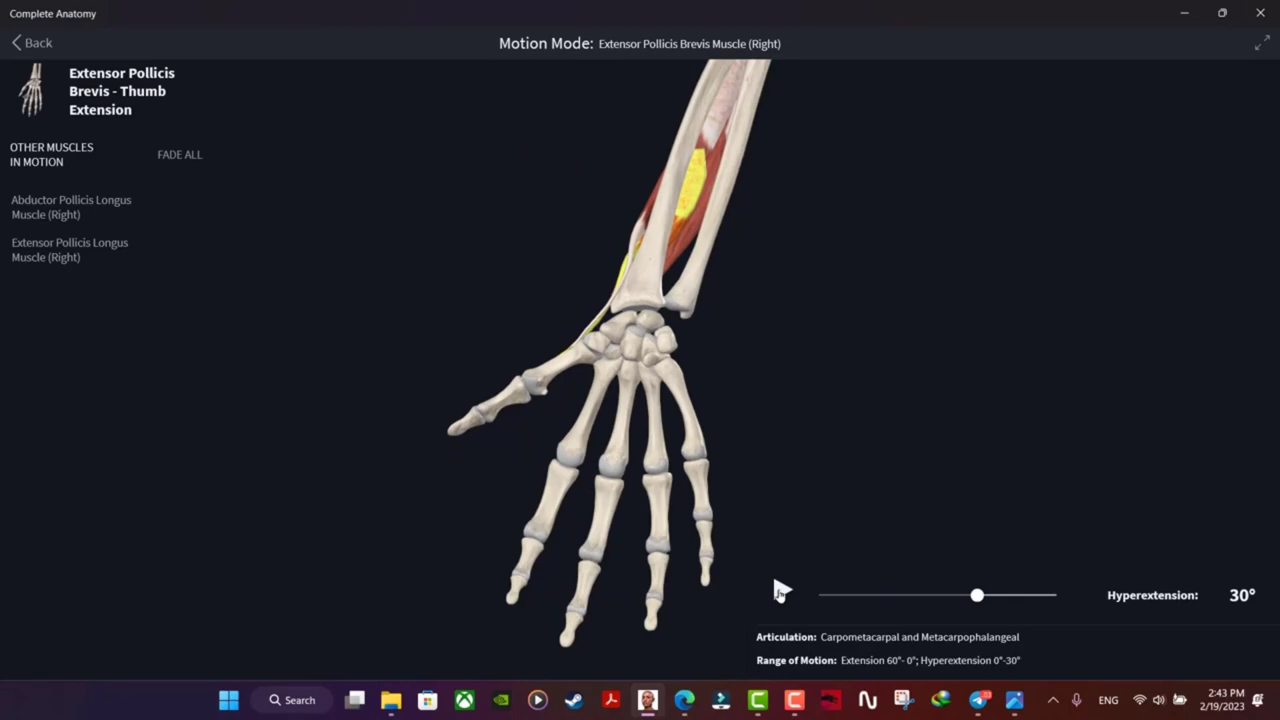 Complete Anatomy
Back
Motion Mode: Extensor Pollicis Brevis Muscle (Right)
Extensor Pollicis
Brevis - Thumb
Extension
OTHER MUSCLES
IN MOTION
FADE ALL
Abductor Pollicis Longus
Muscle (Right)
Extensor Pollicis Longus
Muscle (Right)
Hyperextension: 30°
Articulation: Carpometacarpal and Metacarpophalangeal
Range of Motion: Extension 60°- 0°; Hyperextension 0°-30°
Search
ENG
2:43 PM
2/19/2023